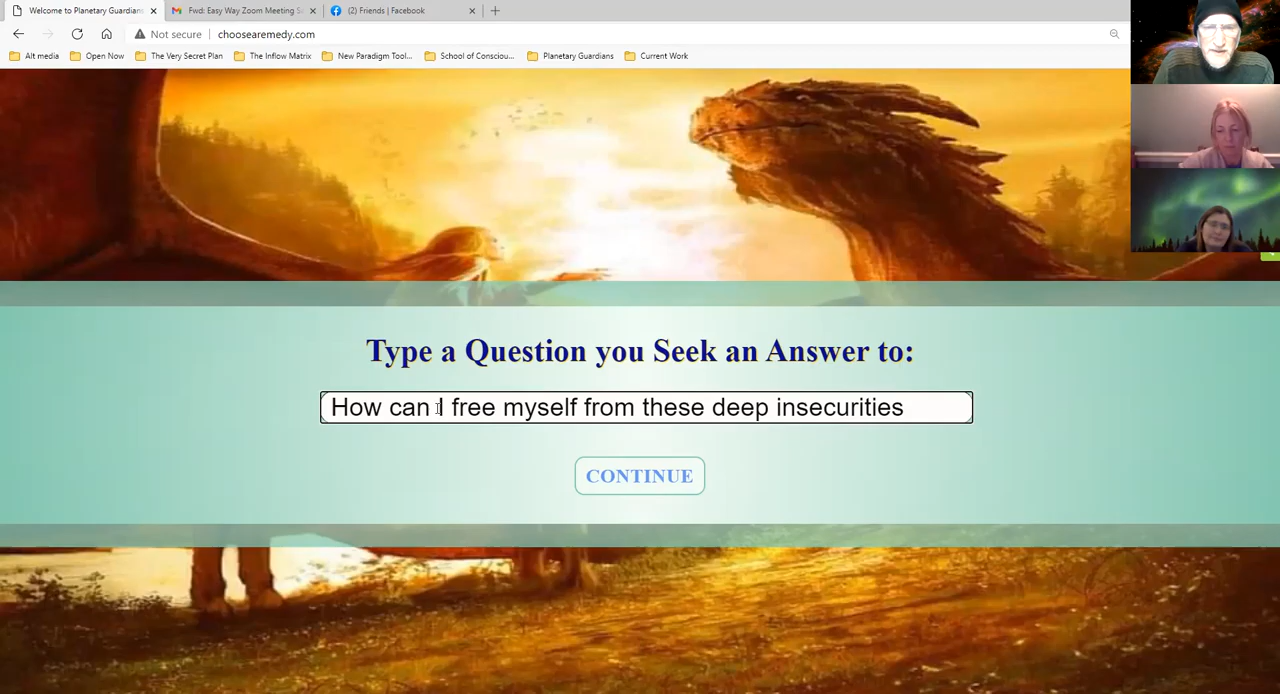 Welcome to Planetary Guardian
Fwd: Easy Way Zoom Meeting S
(2) Friends | Facebook
Not secure
choosearemedy.com
Alt media
Open Now
The Very Secret Plan
The Inflow Matrix
New Paradigm Tool...
School of Consciou...
Planetary Guardians
Current Work
Type a Question you Seek an Answer to:
How can I free myself from these deep insecurities
CONTINUE